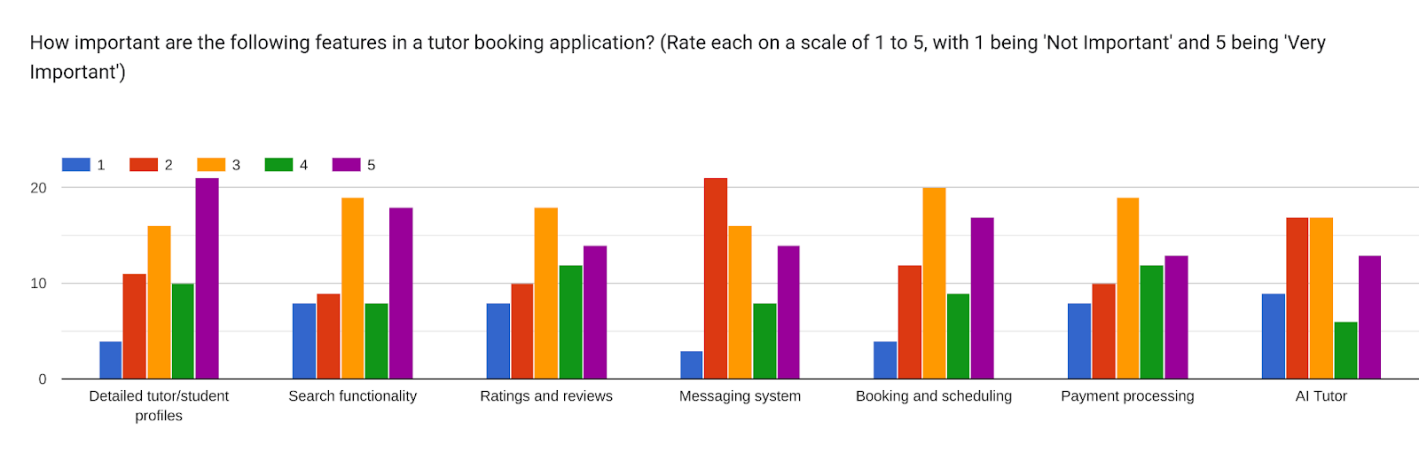 How important are the following features in a tutor booking application? (Rate each on a scale of 1 to 5, with 1 being 'Not Important' and 5 being 'Very
Important')
1 2 3 4 5
20
10
0
Detailed tutor/student
profiles
Search functionality
Ratings and reviews
Messaging system
Booking and scheduling
Payment processing
AI Tutor